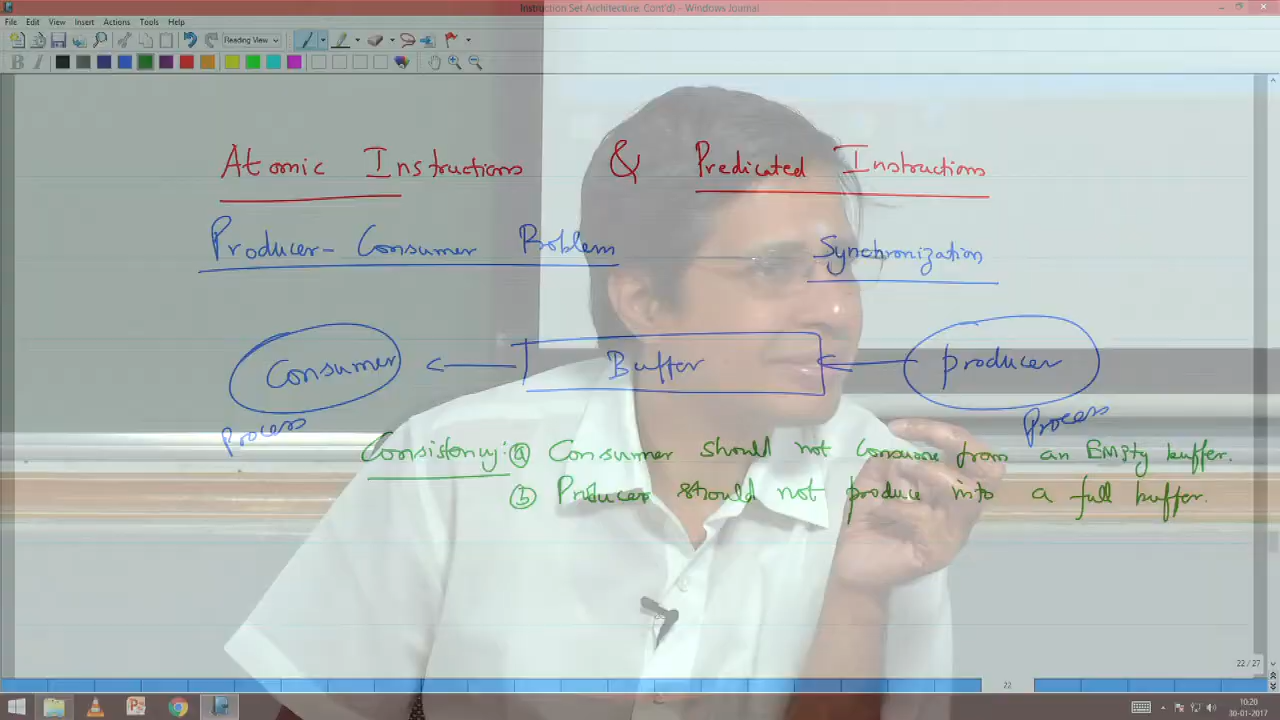 Instruction Set Architecture (Cont'd) - Windows Journal
File Edit View Insert Actions Tools Help
Reading View
B I
Atomic Instructions & Predicated Instructions
Producer-Consumer Problem Synchronization
Consumer Buffer producer
Process Process
Consistency: (a) Consumer should not consume from an Empty buffer.
(b) Producer should not produce into a full buffer.
22 / 27
22
10:20
30-01-2017